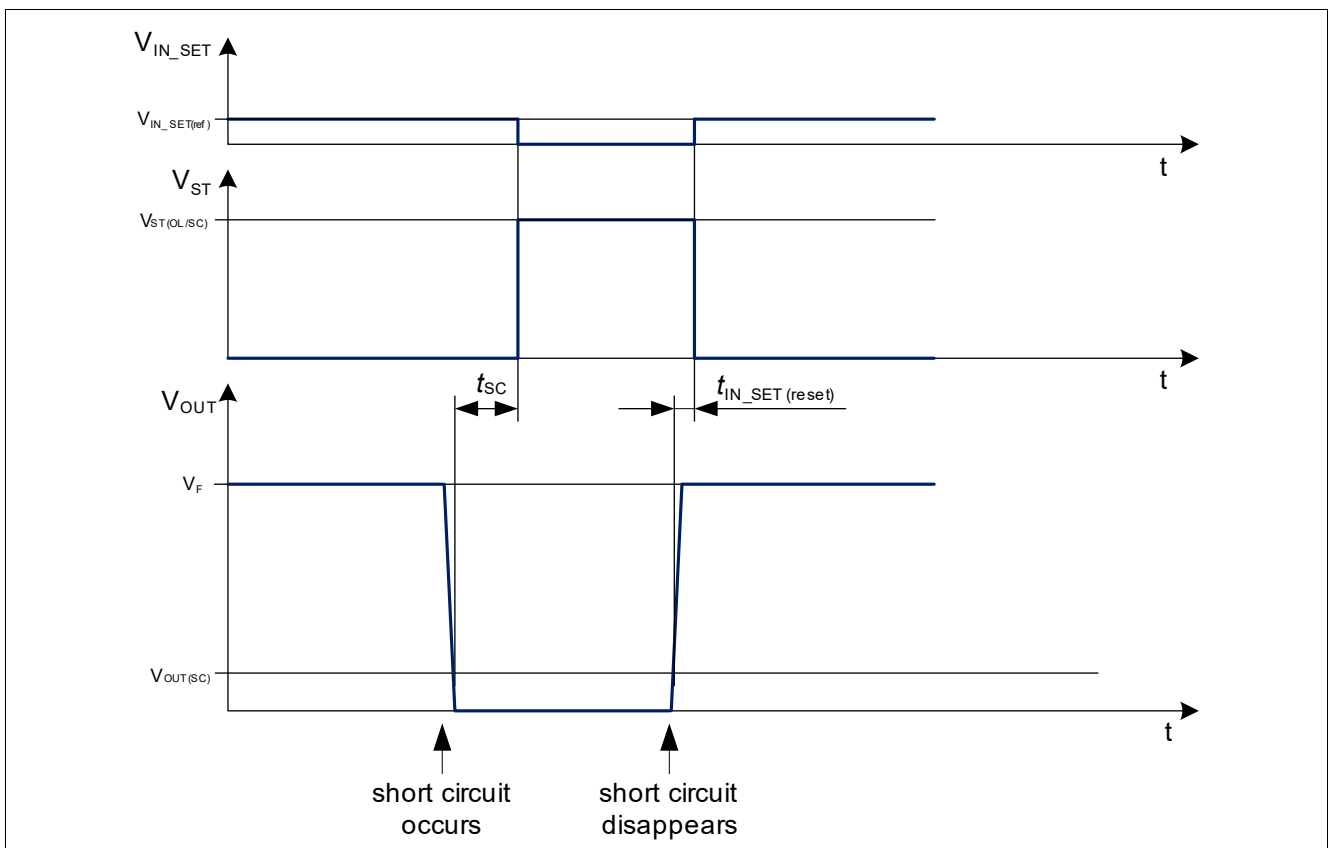 V_IN_SET
V_IN_SET(ref)
t
V_ST
V_ST(OL/SC)
t
t_SC
t_IN_SET (reset)
V_OUT
V_F
V_OUT(SC)
t
short circuit
occurs
short circuit
disappears